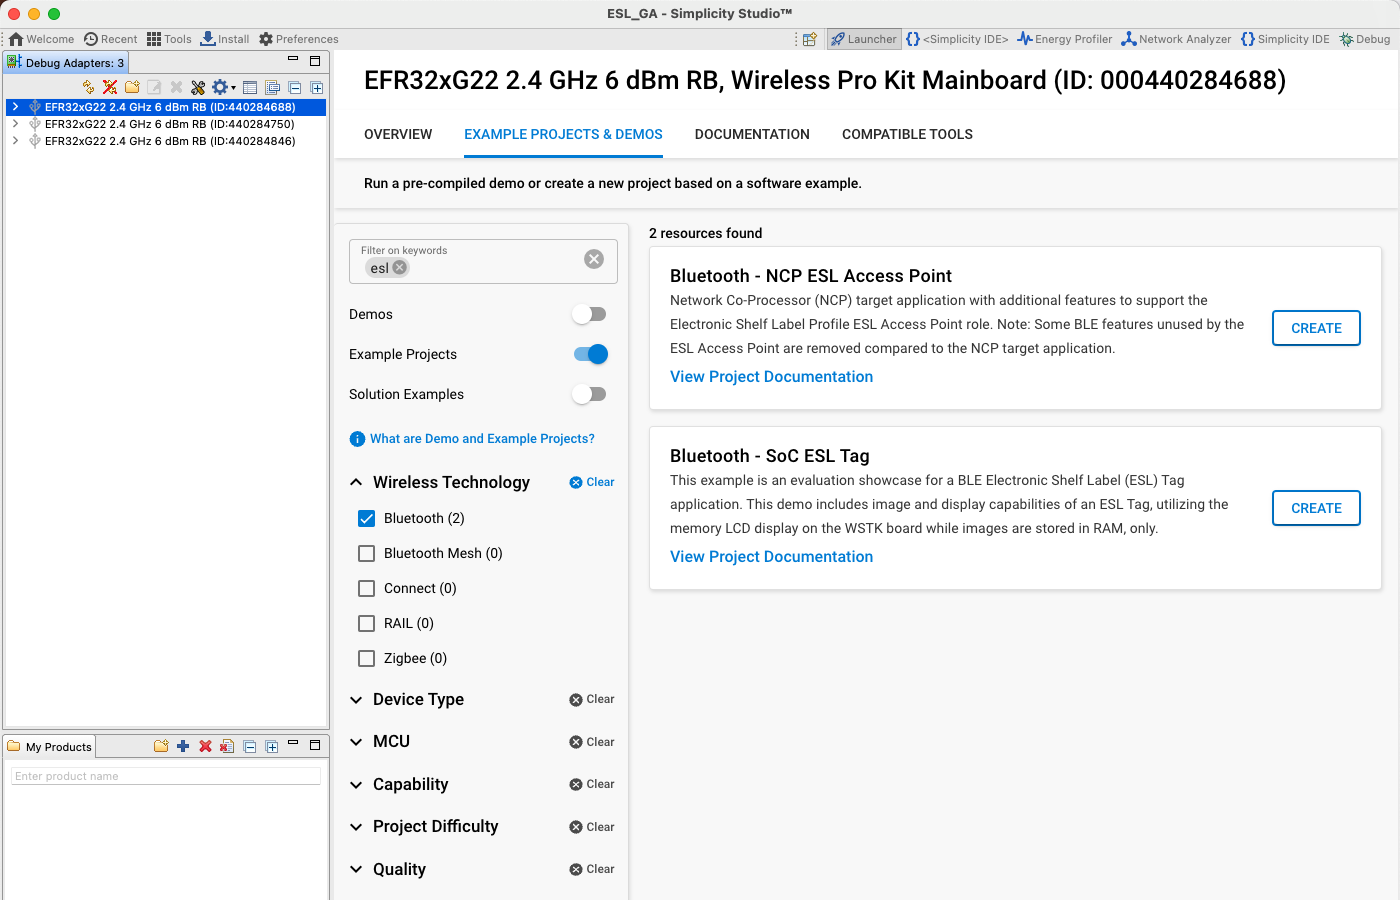 ESL_GA - Simplicity Studio™
Welcome Recent Tools Install Preferences
Launcher <Simplicity IDE> Energy Profiler Network Analyzer Simplicity IDE Debug
Debug Adapters: 3
EFR32xG22 2.4 GHz 6 dBm RB (ID:440284688)
EFR32xG22 2.4 GHz 6 dBm RB (ID:440284750)
EFR32xG22 2.4 GHz 6 dBm RB (ID:440284846)
My Products
Enter product name
EFR32xG22 2.4 GHz 6 dBm RB, Wireless Pro Kit Mainboard (ID: 000440284688)
OVERVIEW EXAMPLE PROJECTS & DEMOS DOCUMENTATION COMPATIBLE TOOLS
Run a pre-compiled demo or create a new project based on a software example.
Filter on keywords
esl
Demos
Example Projects
Solution Examples
What are Demo and Example Projects?
Wireless Technology Clear
Bluetooth (2)
Bluetooth Mesh (0)
Connect (0)
RAIL (0)
Zigbee (0)
Device Type Clear
MCU Clear
Capability Clear
Project Difficulty Clear
Quality Clear
2 resources found
Bluetooth - NCP ESL Access Point
Network Co-Processor (NCP) target application with additional features to support the
Electronic Shelf Label Profile ESL Access Point role. Note: Some BLE features unused by the
ESL Access Point are removed compared to the NCP target application.
View Project Documentation
CREATE
Bluetooth - SoC ESL Tag
This example is an evaluation showcase for a BLE Electronic Shelf Label (ESL) Tag
application. This demo includes image and display capabilities of an ESL Tag, utilizing the
memory LCD display on the WSTK board while images are stored in RAM, only.
View Project Documentation
CREATE